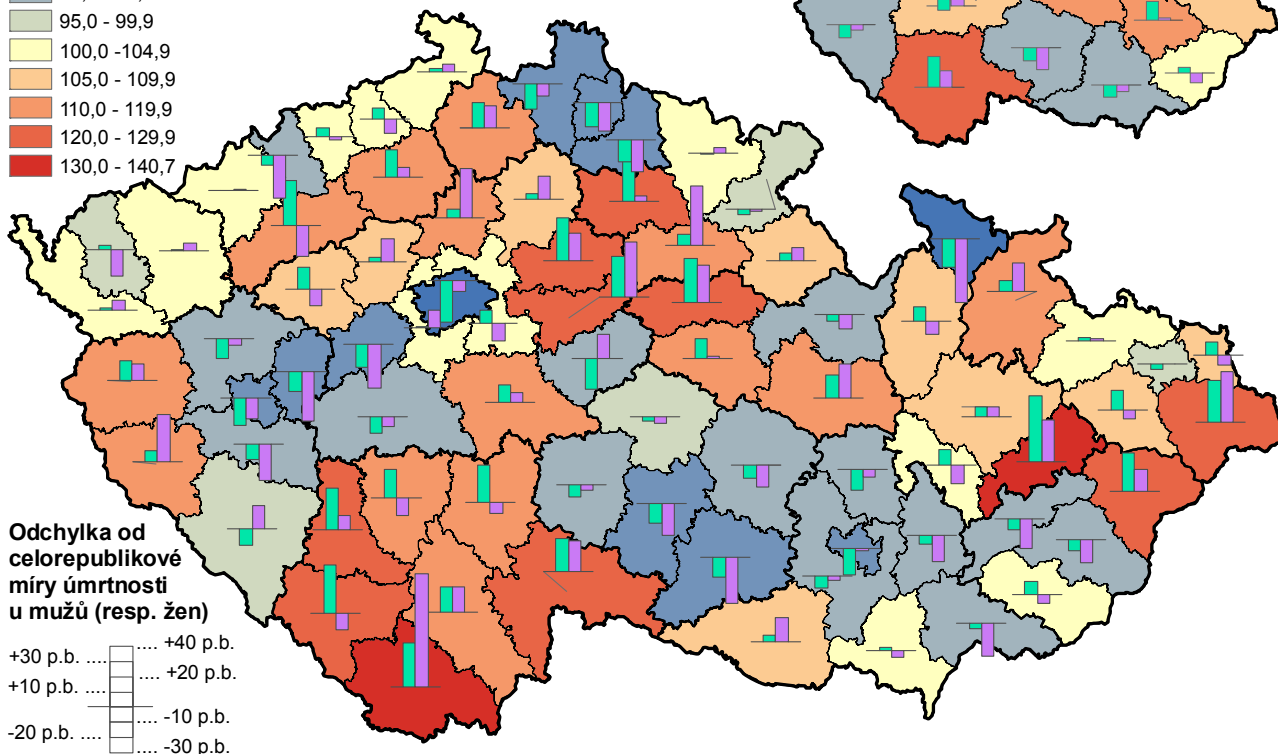 95,0 - 99,9
100,0 -104,9
105,0 - 109,9
110,0 - 119,9
120,0 - 129,9
130,0 - 140,7
Odchylka od
celorepublikové
míry úmrtnosti
u mužů (resp. žen)
+40 p.b.
+30 p.b.
+20 p.b.
+10 p.b.
-10 p.b.
-20 p.b.
-30 p.b.